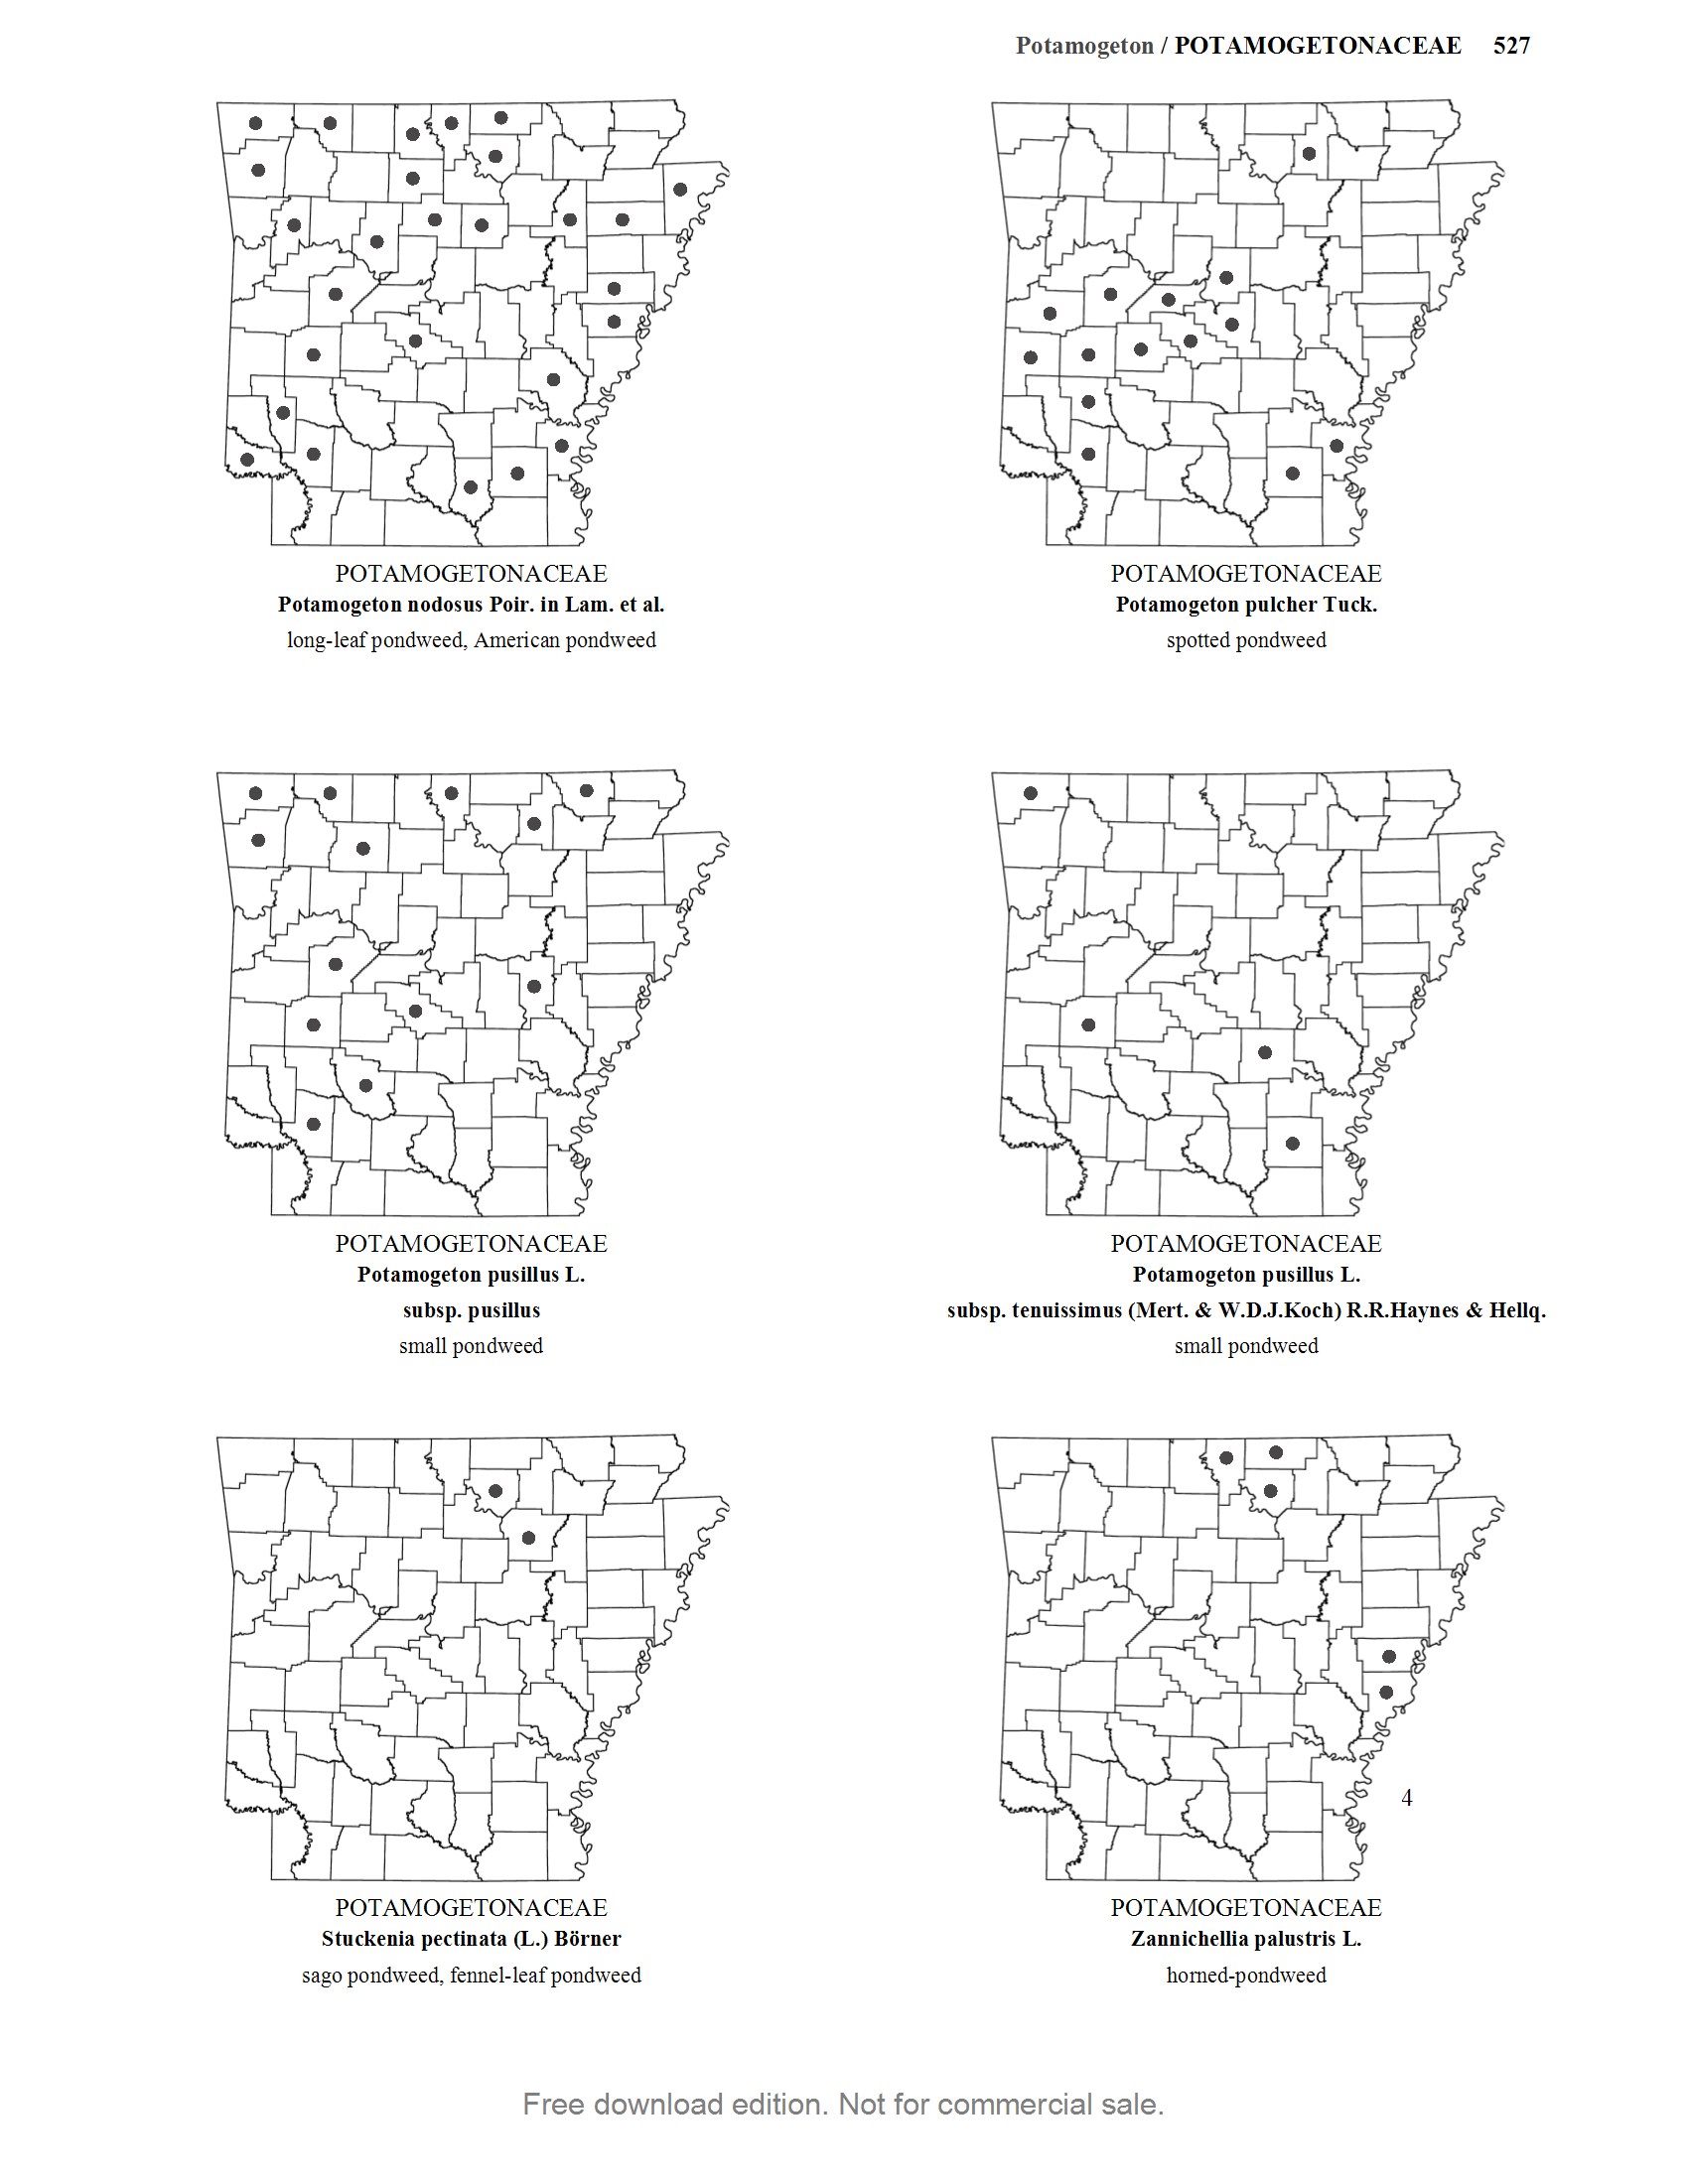 Potamogeton / POTAMOGETONACEAE 527
POTAMOGETONACEAE
Potamogeton nodosus Poir. in Lam. et al.
long-leaf pondweed, American pondweed
POTAMOGETONACEAE
Potamogeton pulcher Tuck.
spotted pondweed
POTAMOGETONACEAE
Potamogeton pusillus L.
subsp. pusillus
small pondweed
POTAMOGETONACEAE
Potamogeton pusillus L.
subsp. tenuissimus (Mert. & W.D.J.Koch) R.R.Haynes & Hellq.
small pondweed
POTAMOGETONACEAE
Stuckenia pectinata (L.) Börner
sago pondweed, fennel-leaf pondweed
4
POTAMOGETONACEAE
Zannichellia palustris L.
horned-pondweed
Free download edition. Not for commercial sale.